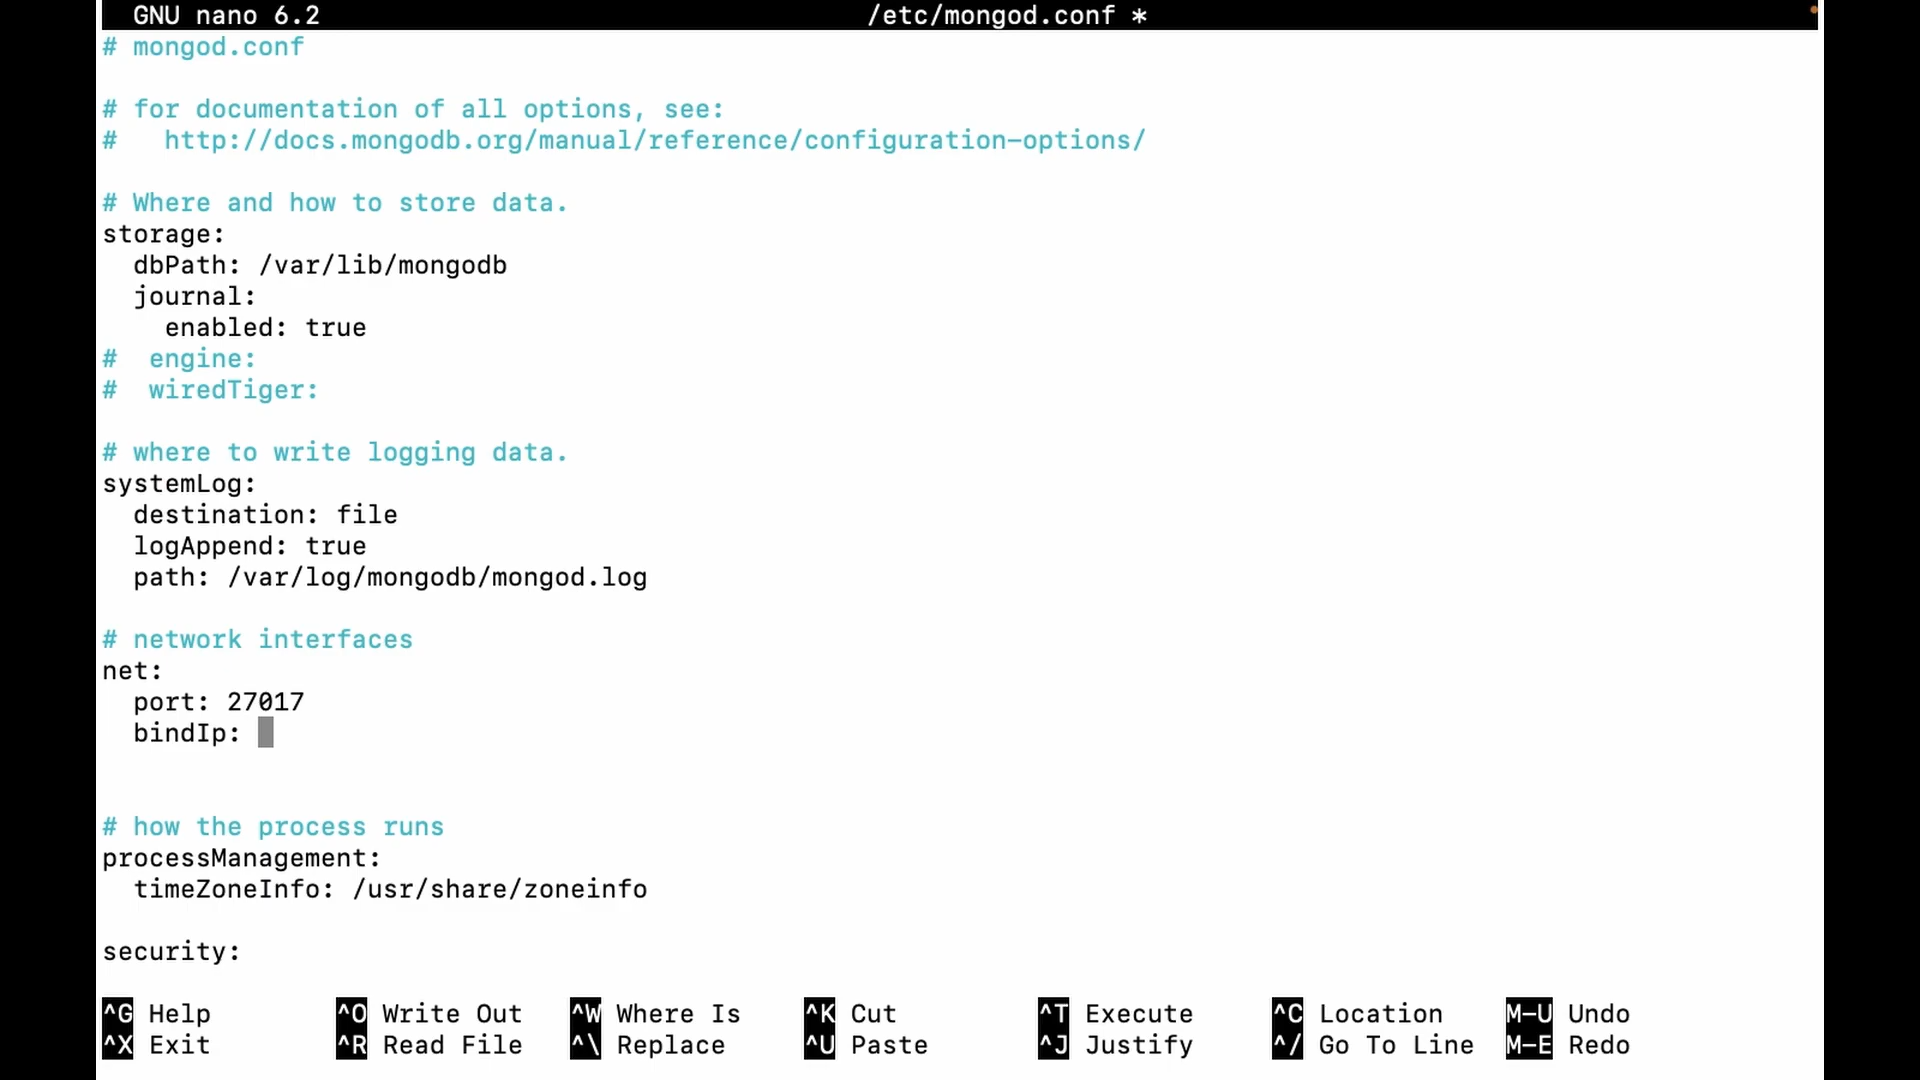 GNU nano 6.2 /etc/mongod.conf *
# mongod.conf
# for documentation of all options, see:
#   http://docs.mongodb.org/manual/reference/configuration-options/
# Where and how to store data.
storage:
  dbPath: /var/lib/mongodb
  journal:
    enabled: true
#  engine:
#  wiredTiger:
# where to write logging data.
systemLog:
  destination: file
  logAppend: true
  path: /var/log/mongodb/mongod.log
# network interfaces
net:
  port: 27017
  bindIp:
# how the process runs
processManagement:
  timeZoneInfo: /usr/share/zoneinfo
security:
^G Help ^O Write Out ^W Where Is ^K Cut ^T Execute ^C Location M-U Undo
^X Exit ^R Read File ^\ Replace ^U Paste ^J Justify ^/ Go To Line M-E Redo